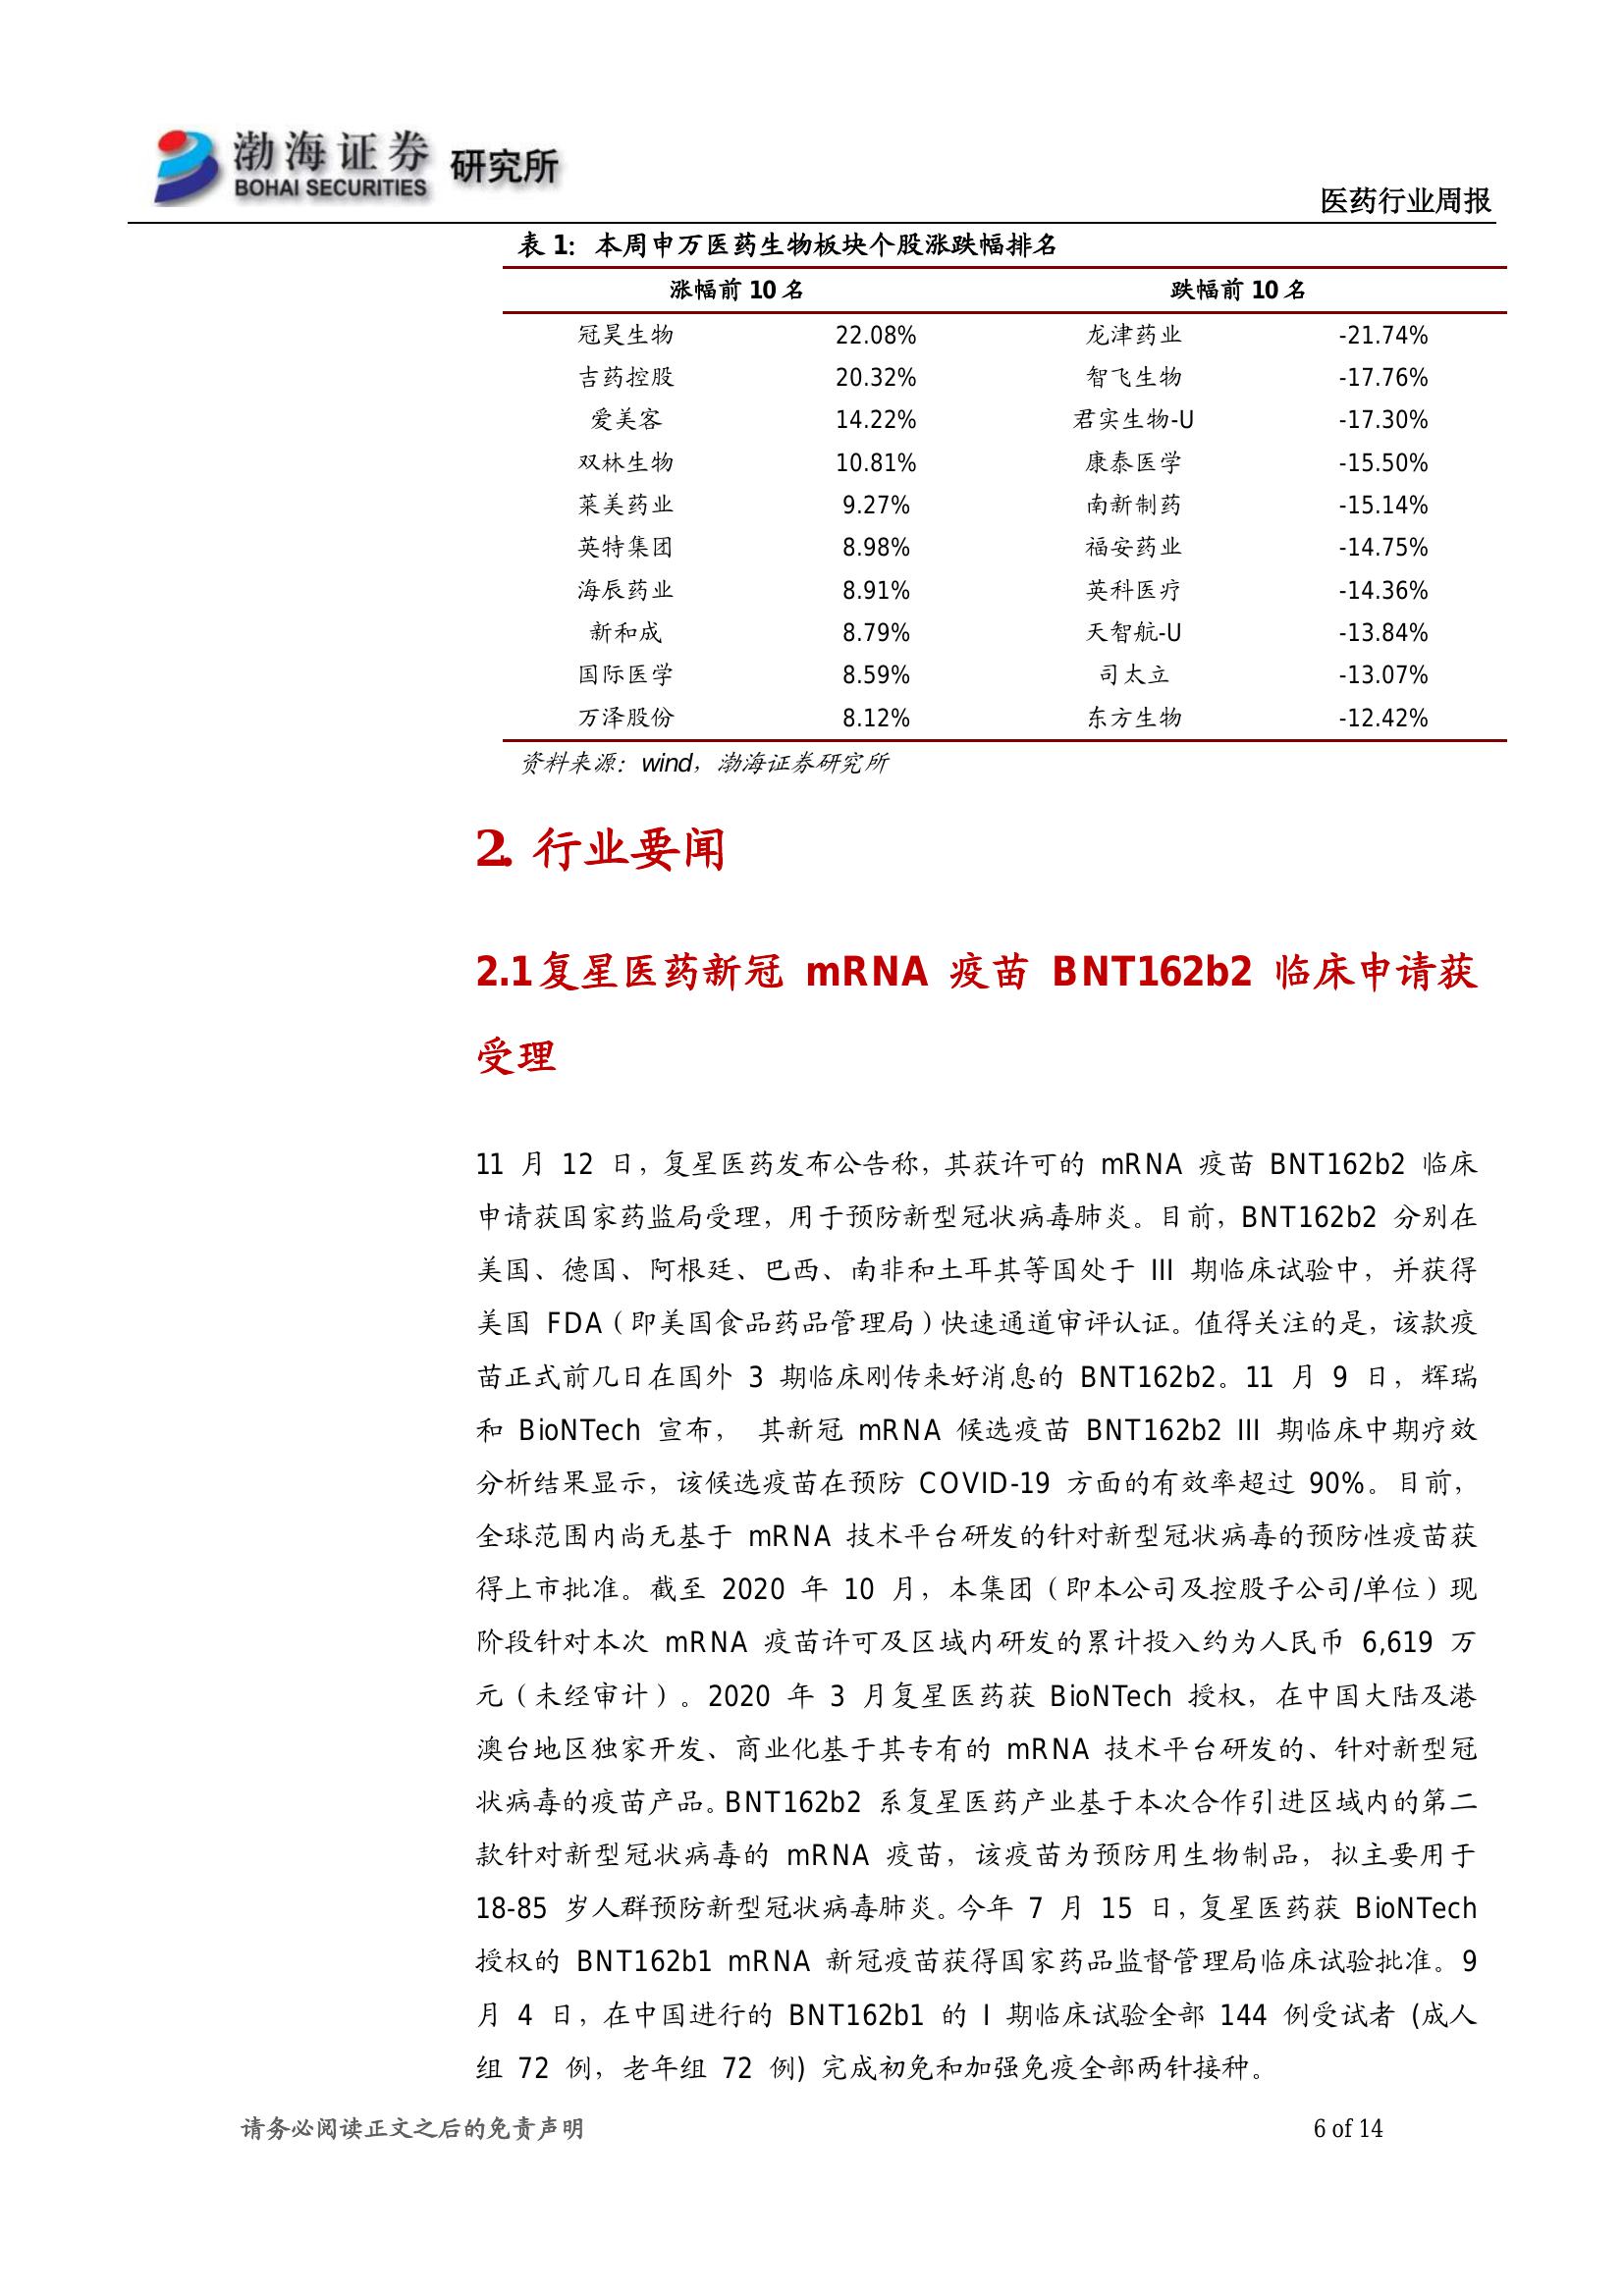 渤海证券 研究所
BOHAI SECURITIES
医药行业周报
表 1：本周申万医药生物板块个股涨跌幅排名
涨幅前 10 名 跌幅前 10 名
冠昊生物 22.08% 龙津药业 -21.74%
吉药控股 20.32% 智飞生物 -17.76%
爱美客 14.22% 君实生物-U -17.30%
双林生物 10.81% 康泰医学 -15.50%
莱美药业 9.27% 南新制药 -15.14%
英特集团 8.98% 福安药业 -14.75%
海辰药业 8.91% 英科医疗 -14.36%
新和成 8.79% 天智航-U -13.84%
国际医学 8.59% 司太立 -13.07%
万泽股份 8.12% 东方生物 -12.42%
资料来源：wind，渤海证券研究所
2. 行业要闻
2.1 复星医药新冠 mRNA 疫苗 BNT162b2 临床申请获
受理
11 月 12 日，复星医药发布公告称，其获许可的 mRNA 疫苗 BNT162b2 临床
申请获国家药监局受理，用于预防新型冠状病毒肺炎。目前，BNT162b2 分别在
美国、德国、阿根廷、巴西、南非和土耳其等国处于 III 期临床试验中，并获得
美国 FDA（即美国食品药品管理局）快速通道审评认证。值得关注的是，该款疫
苗正式前几日在国外 3 期临床刚传来好消息的 BNT162b2。11 月 9 日，辉瑞
和 BioNTech 宣布， 其新冠 mRNA 候选疫苗 BNT162b2 III 期临床中期疗效
分析结果显示，该候选疫苗在预防 COVID-19 方面的有效率超过 90%。目前，
全球范围内尚无基于 mRNA 技术平台研发的针对新型冠状病毒的预防性疫苗获
得上市批准。截至 2020 年 10 月，本集团（即本公司及控股子公司/单位）现
阶段针对本次 mRNA 疫苗许可及区域内研发的累计投入约为人民币 6,619 万
元（未经审计）。2020 年 3 月复星医药获 BioNTech 授权，在中国大陆及港
澳台地区独家开发、商业化基于其专有的 mRNA 技术平台研发的、针对新型冠
状病毒的疫苗产品。BNT162b2 系复星医药产业基于本次合作引进区域内的第二
款针对新型冠状病毒的 mRNA 疫苗，该疫苗为预防用生物制品，拟主要用于
18-85 岁人群预防新型冠状病毒肺炎。今年 7 月 15 日，复星医药获 BioNTech
授权的 BNT162b1 mRNA 新冠疫苗获得国家药品监督管理局临床试验批准。9
月 4 日，在中国进行的 BNT162b1 的 I 期临床试验全部 144 例受试者 (成人
组 72 例，老年组 72 例) 完成初免和加强免疫全部两针接种。
请务必阅读正文之后的免责声明 6 of 14